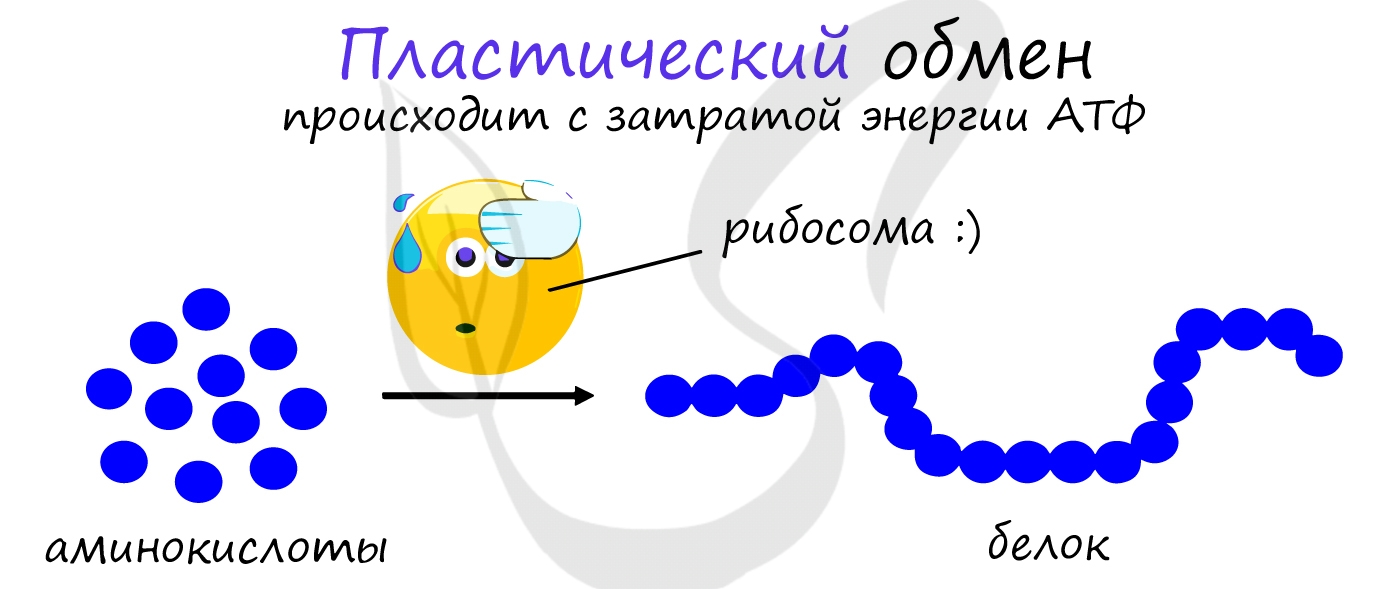 Пластический обмен
происходит с затратой энергии АТФ
рибосома :)
аминокислоты
белок